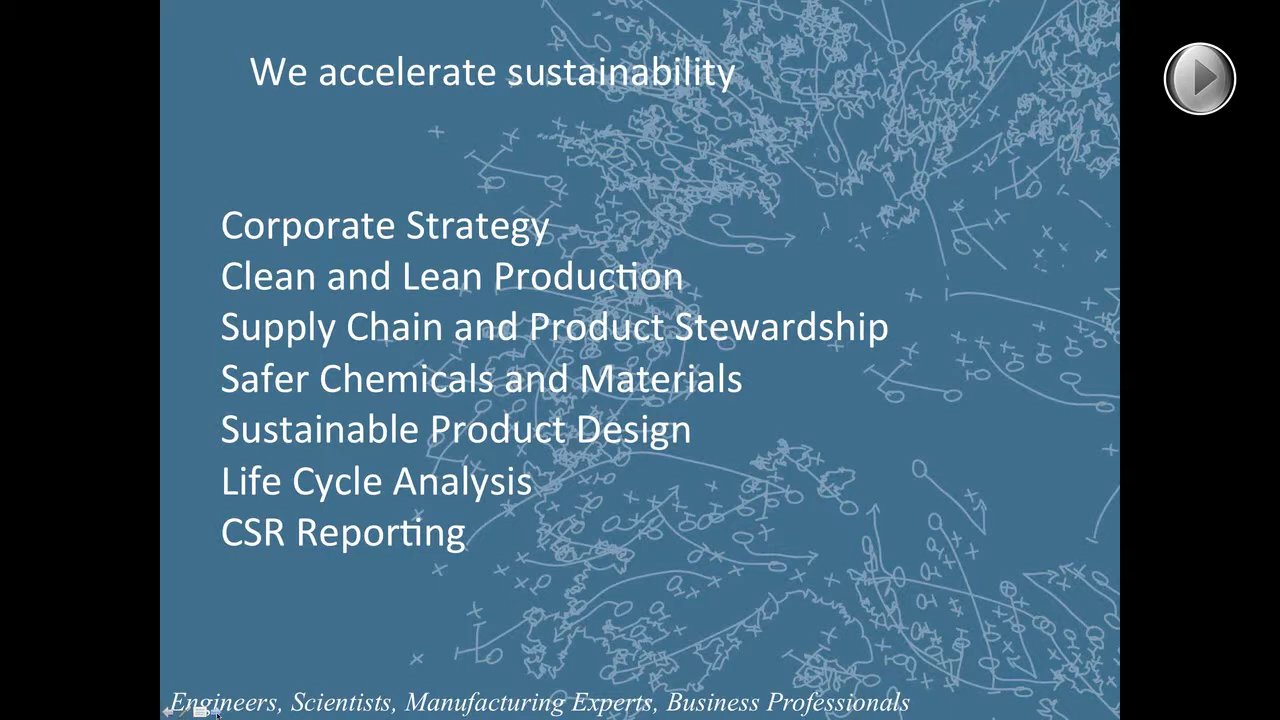 We accelerate sustainability
Corporate Strategy
Clean and Lean Production
Supply Chain and Product Stewardship
Safer Chemicals and Materials
Sustainable Product Design
Life Cycle Analysis
CSR Reporting
Engineers, Scientists, Manufacturing Experts, Business Professionals